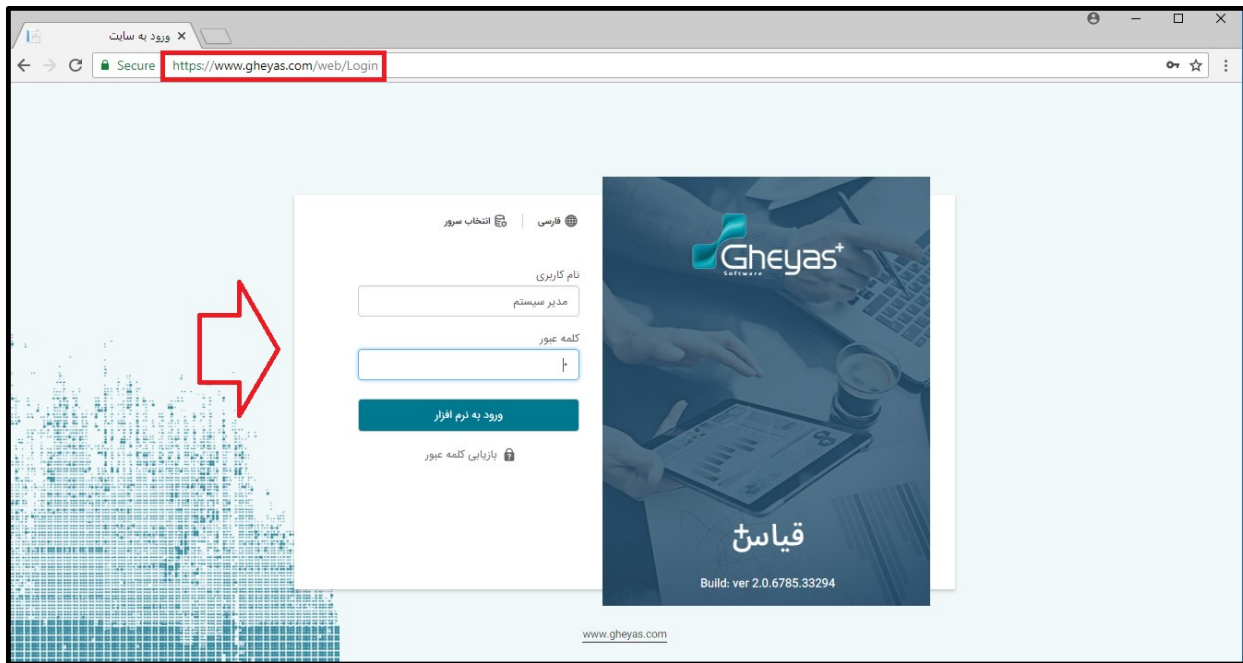 ورود به سایت
Secure https://www.gheyas.com/web/Login
فارسی انتخاب سرور
نام کاربری
مدیر سیستم
کلمه عبور
ورود به نرم افزار
بازیابی کلمه عبور
Gheyas+
Software
قیاس+
Build: ver 2.0.6785.33294
www.gheyas.com